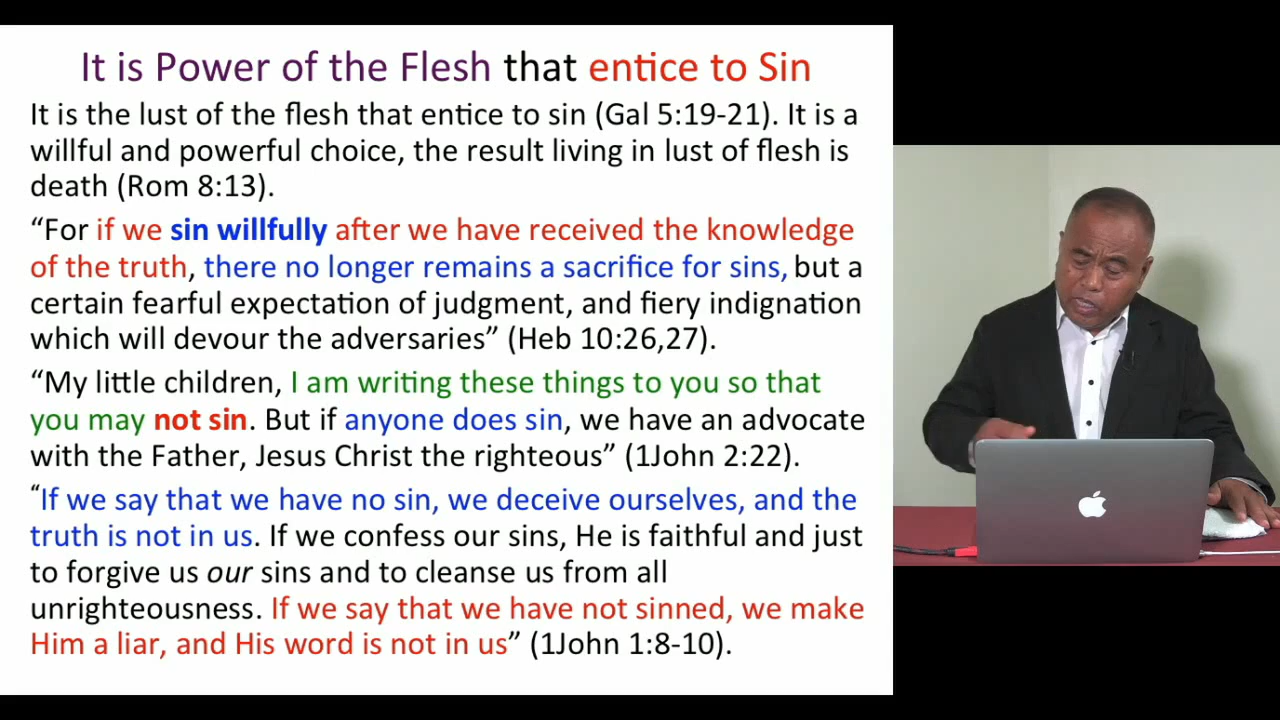 It is Power of the Flesh that entice to Sin
It is the lust of the flesh that entice to sin (Gal 5:19-21). It is a
willful and powerful choice, the result living in lust of flesh is
death (Rom 8:13).
“For if we sin willfully after we have received the knowledge
of the truth, there no longer remains a sacrifice for sins, but a
certain fearful expectation of judgment, and fiery indignation
which will devour the adversaries” (Heb 10:26,27).
“My little children, I am writing these things to you so that
you may not sin. But if anyone does sin, we have an advocate
with the Father, Jesus Christ the righteous” (1John 2:22).
“If we say that we have no sin, we deceive ourselves, and the
truth is not in us. If we confess our sins, He is faithful and just
to forgive us our sins and to cleanse us from all
unrighteousness. If we say that we have not sinned, we make
Him a liar, and His word is not in us” (1John 1:8-10).